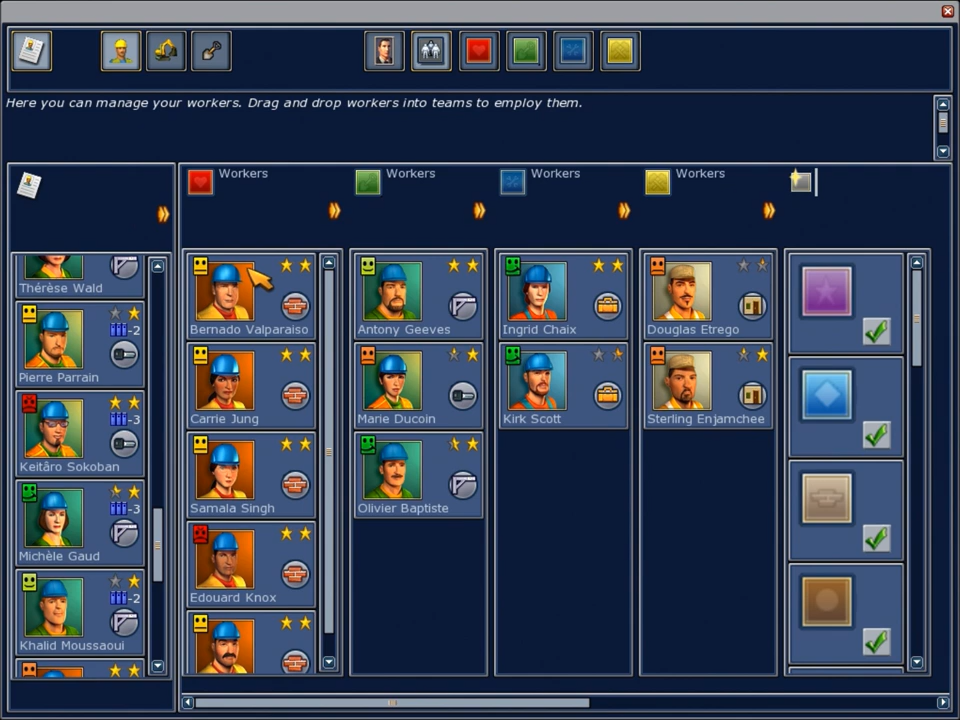 Here you can manage your workers. Drag and drop workers into teams to employ them.
Workers
Workers
Workers
Workers
Thérèse Wald
-2
Pierre Parrain
-3
Keitâro Sokoban
-3
Michèle Gaud
-2
Khalid Moussaoui
Bernado Valparaiso
Carrie Jung
Samala Singh
Edouard Knox
Antony Geeves
Marie Ducoin
Olivier Baptiste
Ingrid Chaix
Kirk Scott
Douglas Etrego
Sterling Enjamchee